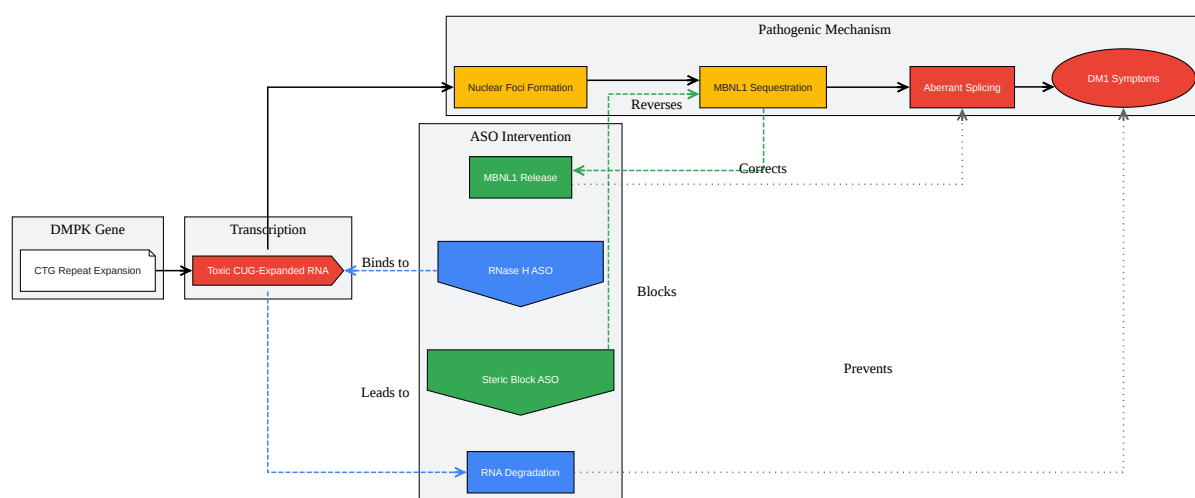 Pathogenic Mechanism
Nuclear Foci Formation
MBNL1 Sequestration
Aberrant Splicing
DM1 Symptoms
Reverses
ASO Intervention
MBNL1 Release
Corrects
DMPK Gene
CTG Repeat Expansion
Transcription
Toxic CUG-Expanded RNA
Binds to
RNase H ASO
Blocks
Steric Block ASO
Prevents
Leads to
RNA Degradation